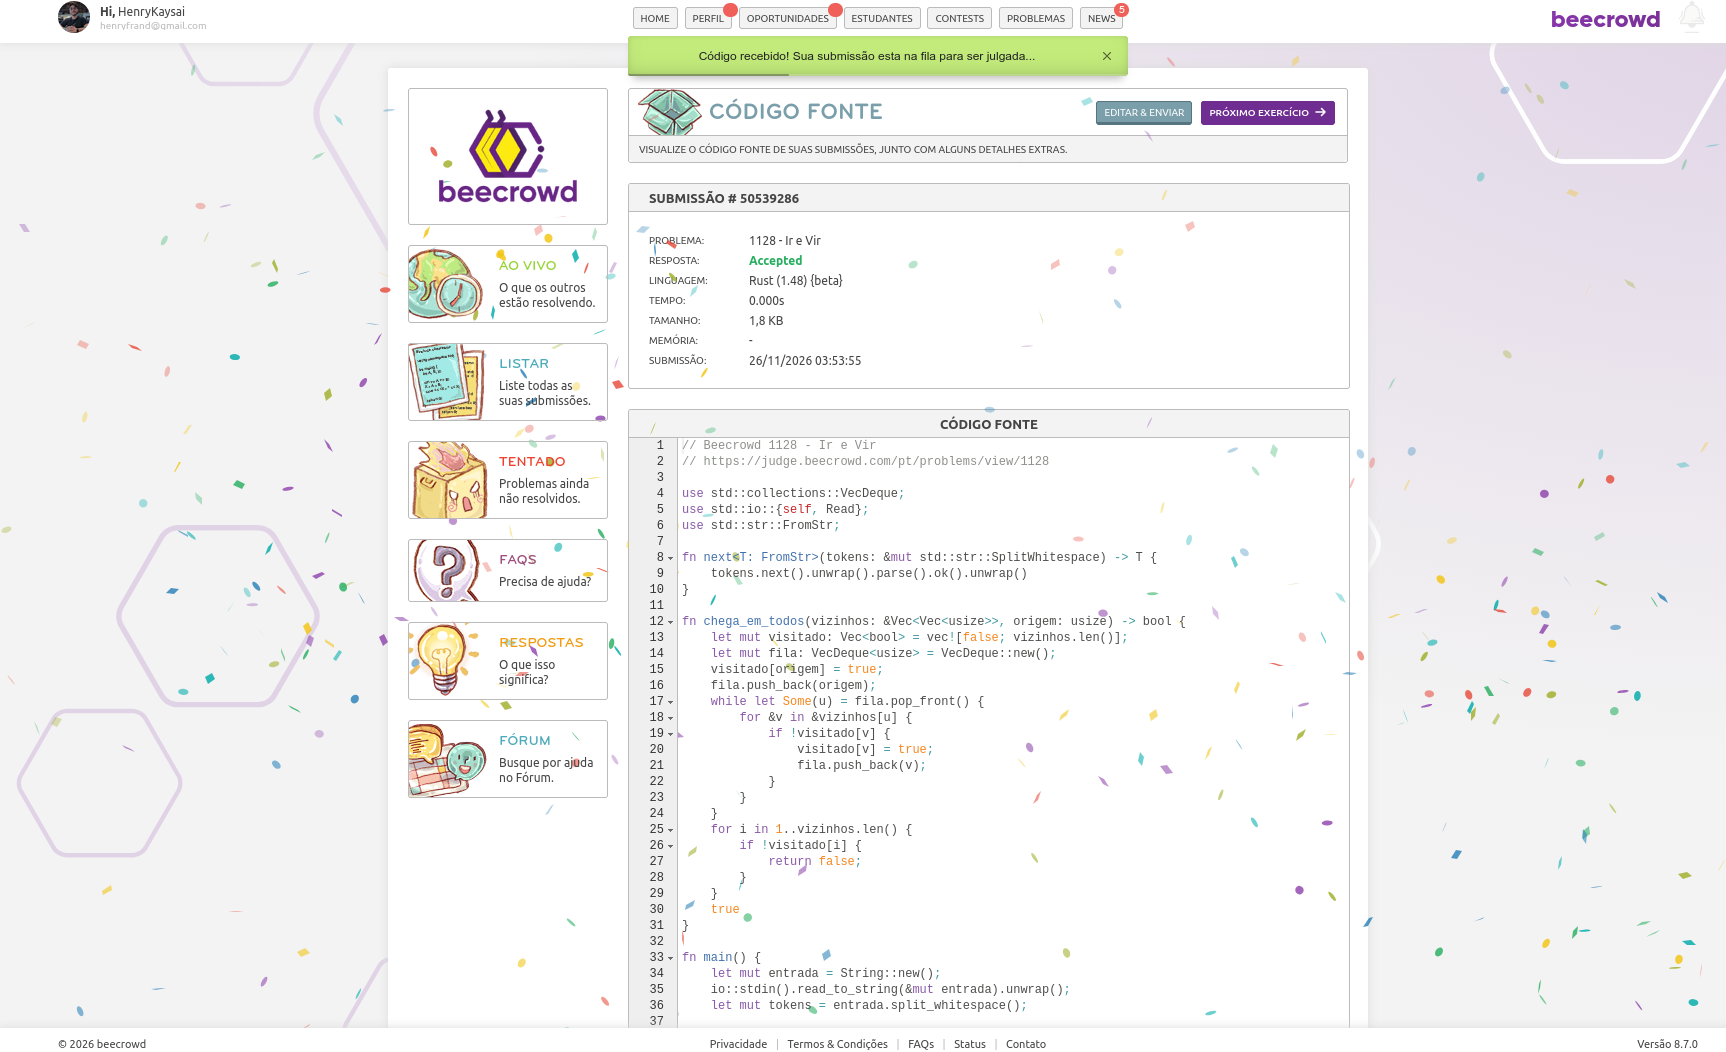 Hi, HenryKaysai
henryfrand@gmail.com
HOME
PERFIL
OPORTUNIDADES
ESTUDANTES
CONTESTS
PROBLEMAS
NEWS
5
beecrowd
Código recebido! Sua submissão esta na fila para ser julgada...
beecrowd
AO VIVO
O que os outros
estão resolvendo.
LISTAR
Liste todas as
suas submissões.
TENTADO
Problemas ainda
não resolvidos.
FAQS
Precisa de ajuda?
RESPOSTAS
O que isso
significa?
FÓRUM
Busque por ajuda
no Fórum.
CÓDIGO FONTE
EDITAR & ENVIAR
PRÓXIMO EXERCÍCIO →
VISUALIZE O CÓDIGO FONTE DE SUAS SUBMISSÕES, JUNTO COM ALGUNS DETALHES EXTRAS.
SUBMISSÃO # 50539286
PROBLEMA: 1128 - Ir e Vir
RESPOSTA: Accepted
LINGUAGEM: Rust (1.48) {beta}
TEMPO: 0.000s
TAMANHO: 1,8 KB
MEMÓRIA: -
SUBMISSÃO: 26/11/2026 03:53:55
CÓDIGO FONTE
1 // Beecrowd 1128 - Ir e Vir
2 // https://judge.beecrowd.com/pt/problems/view/1128
3
4 use std::collections::VecDeque;
5 use std::io::{self, Read};
6 use std::str::FromStr;
7
8 fn next<T: FromStr>(tokens: &mut std::str::SplitWhitespace) -> T {
9     tokens.next().unwrap().parse().ok().unwrap()
10 }
11
12 fn chega_em_todos(vizinhos: &Vec<Vec<usize>>, origem: usize) -> bool {
13     let mut visitado: Vec<bool> = vec![false; vizinhos.len()];
14     let mut fila: VecDeque<usize> = VecDeque::new();
15     visitado[origem] = true;
16     fila.push_back(origem);
17     while let Some(u) = fila.pop_front() {
18         for &v in &vizinhos[u] {
19             if !visitado[v] {
20                 visitado[v] = true;
21                 fila.push_back(v);
22             }
23         }
24     }
25     for i in 1..vizinhos.len() {
26         if !visitado[i] {
27             return false;
28         }
29     }
30     true
31 }
32
33 fn main() {
34     let mut entrada = String::new();
35     io::stdin().read_to_string(&mut entrada).unwrap();
36     let mut tokens = entrada.split_whitespace();
37
© 2026 beecrowd
Privacidade | Termos & Condições | FAQs | Status | Contato
Versão 8.7.0